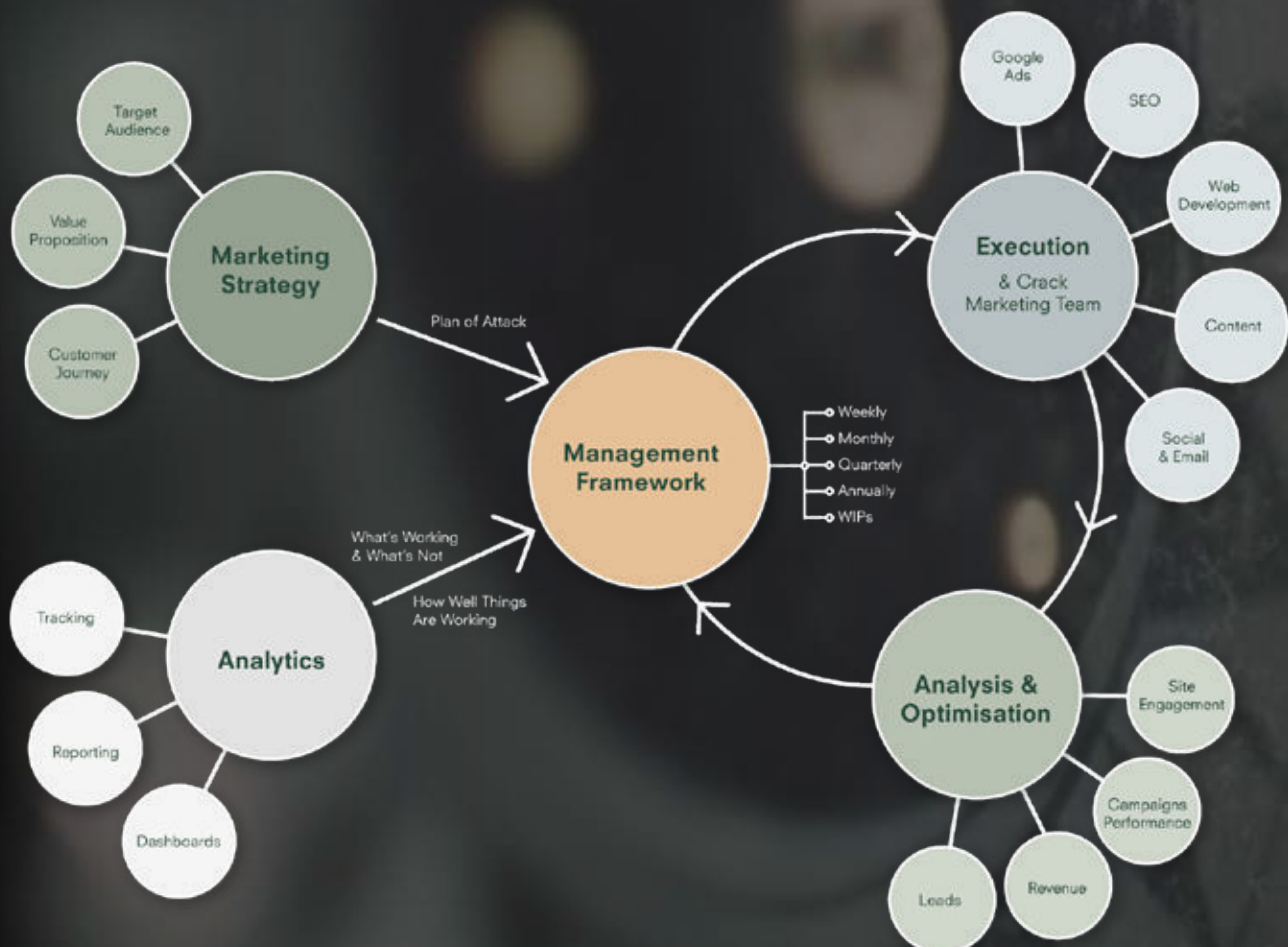 Target
Audience
Value
Proposition
Customer
Journey
Marketing
Strategy
Plan of Attack
Google
Ads
SEO
Web
Development
Content
Social
& Email
Execution
& Crack
Marketing Team
Management
Framework
Weekly
Monthly
Quarterly
Annually
WIPs
What's Working
& What's Not
How Well Things
Are Working
Tracking
Reporting
Dashboards
Analytics
Analysis &
Optimisation
Site
Engagement
Campaigns
Performance
Revenue
Leads